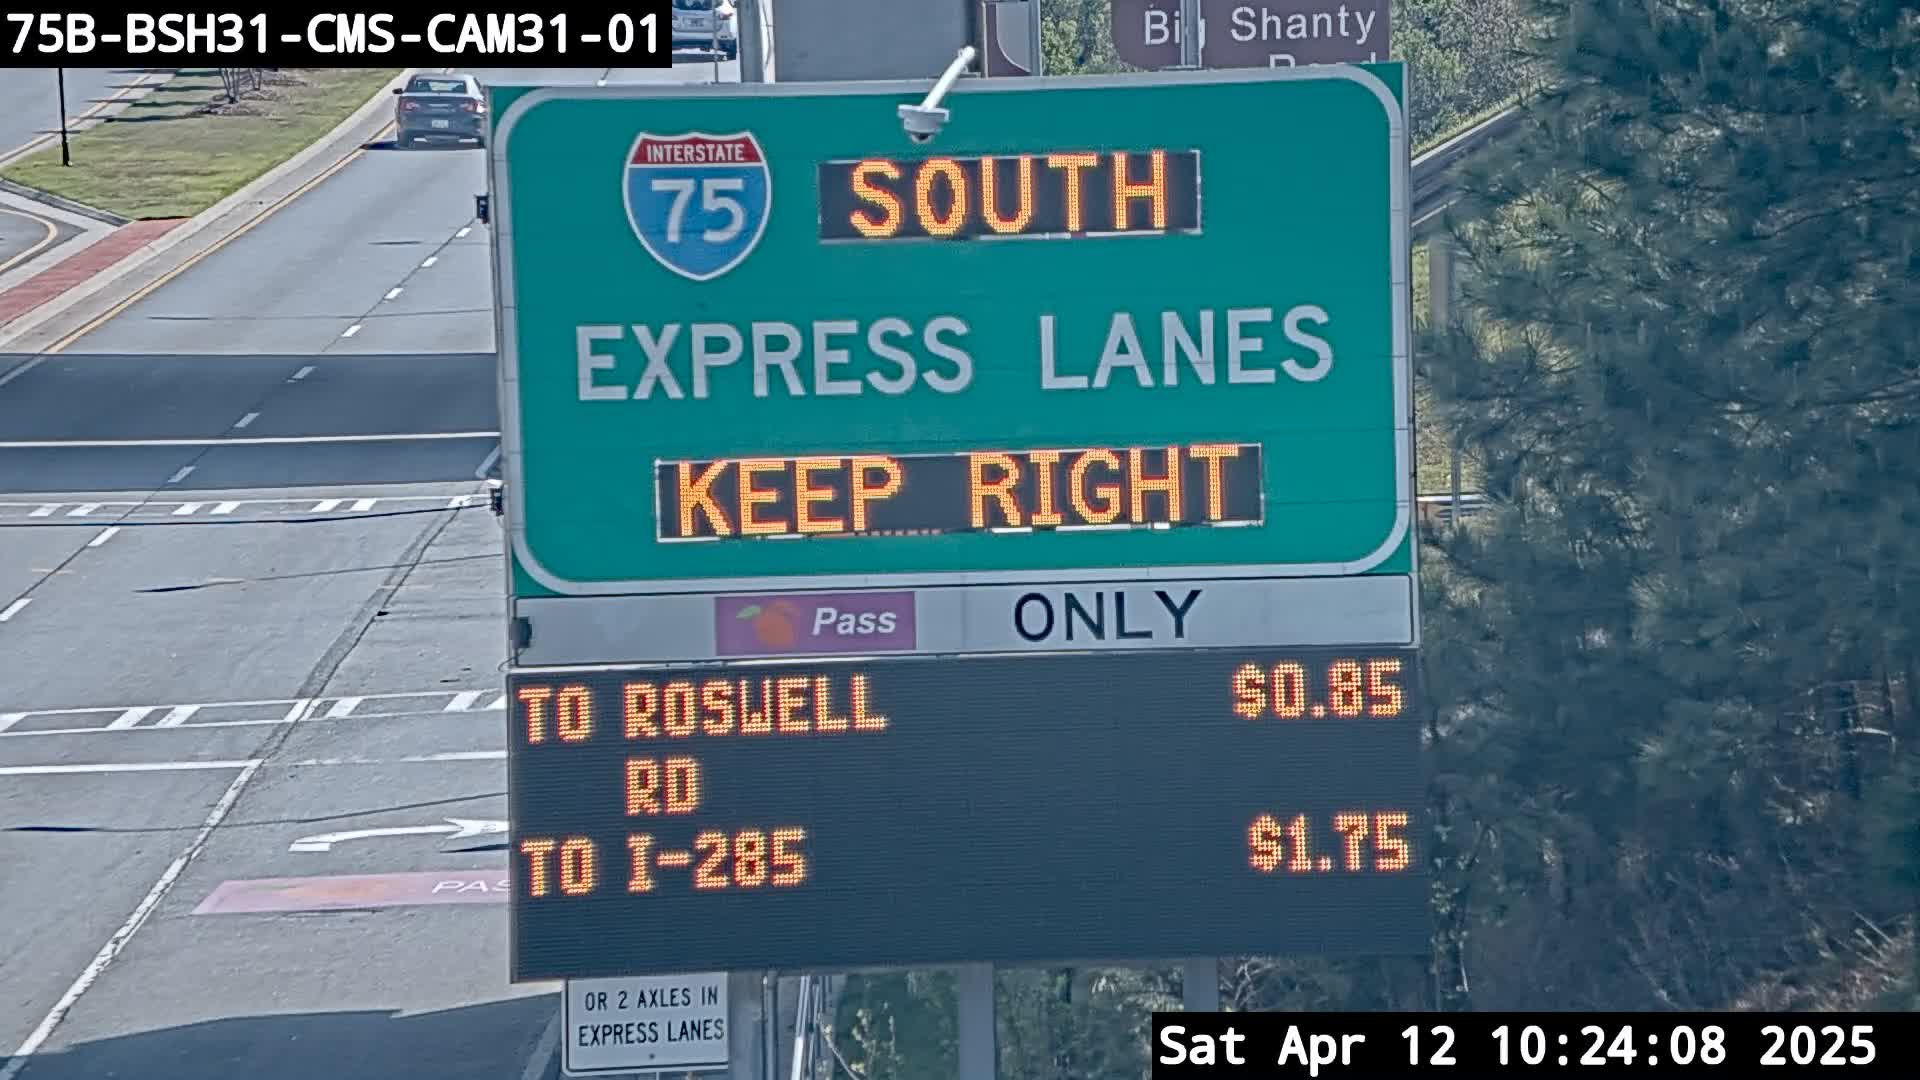 75B-BSH31-CMS-CAM31-01
Big Shanty
Road
INTERSTATE
75
SOUTH
EXPRESS LANES
KEEP RIGHT
Pass ONLY
TO ROSWELL $0.85
RD
TO I-285 $1.75
PAS
OR 2 AXLES IN
EXPRESS LANES
Sat Apr 12 10:24:08 2025